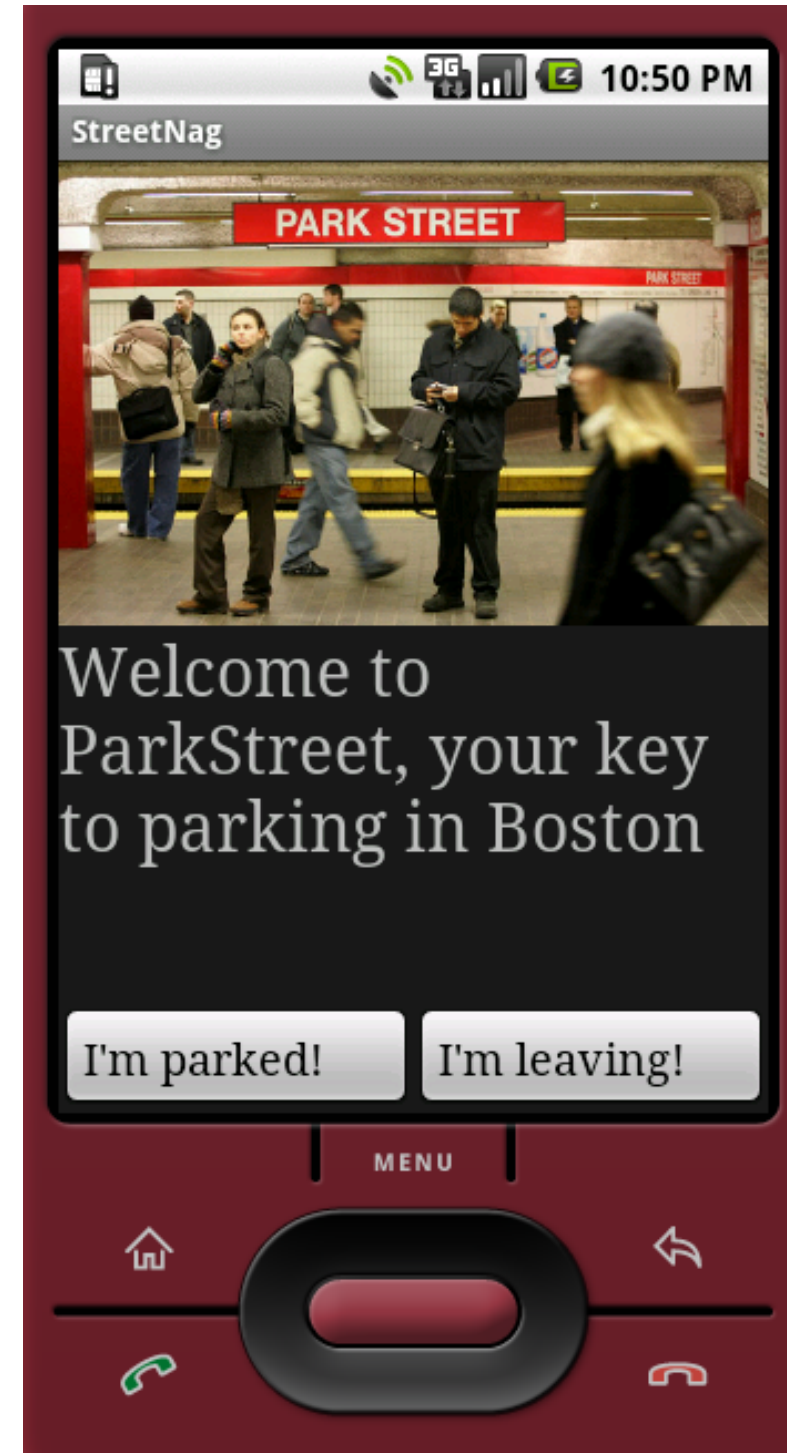 3G 10:50 PM
StreetNag
PARK STREET
PARK STREET
Welcome to
ParkStreet, your key
to parking in Boston
I'm parked! I'm leaving!
MENU